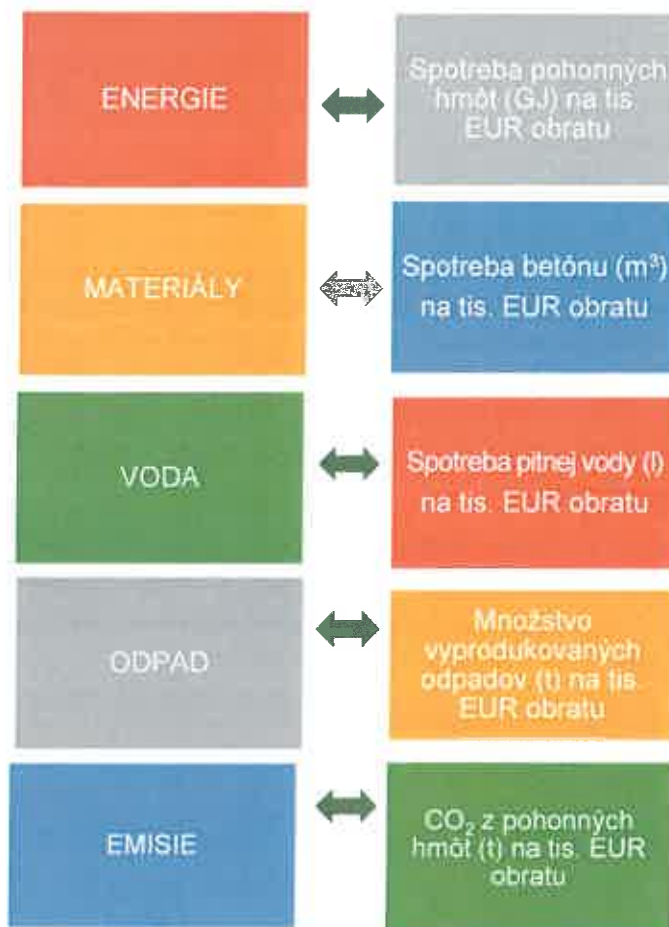 ENERGIE
Spotreba pohonných
hmôt (GJ) na tis.
EUR obratu
MATERIÁLY
Spotreba betónu (m³)
na tis. EUR obratu
VODA
Spotreba pitnej vody (l)
na tis. EUR obratu
ODPAD
Množstvo
vyprodukovaných
odpadov (t) na tis.
EUR obratu
EMISIE
CO₂ z pohonných
hmôt (t) na tis. EUR
obratu